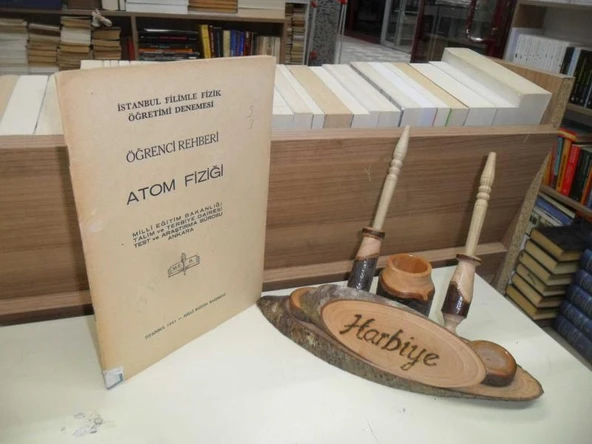 İSTANBUL FİLİMLE FİZİK
ÖĞRETİMİ DENEMESİ
ÖĞRENCİ REHBERİ
ATOM FİZİĞİ
MİLLİ EĞİTİM BAKANLIĞI
TALİM ve TERBİYE DAİRESİ
TEST ve ARAŞTIRMA BÜROSU
ANKARA
Harbiye